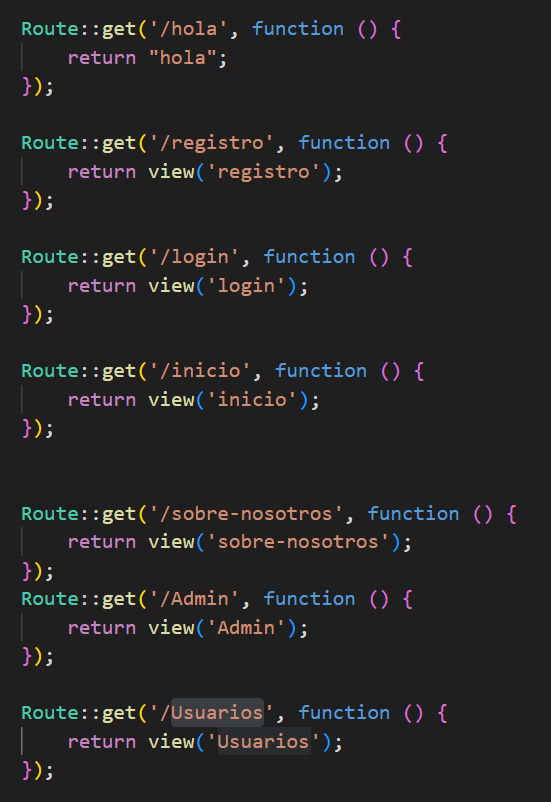 Route::get('/hola', function () {
    return "hola";
});

Route::get('/registro', function () {
    return view('registro');
});

Route::get('/login', function () {
    return view('login');
});

Route::get('/inicio', function () {
    return view('inicio');
});


Route::get('/sobre-nosotros', function () {
    return view('sobre-nosotros');
});
Route::get('/Admin', function () {
    return view('Admin');
});

Route::get('/Usuarios', function () {
    return view('Usuarios');
});